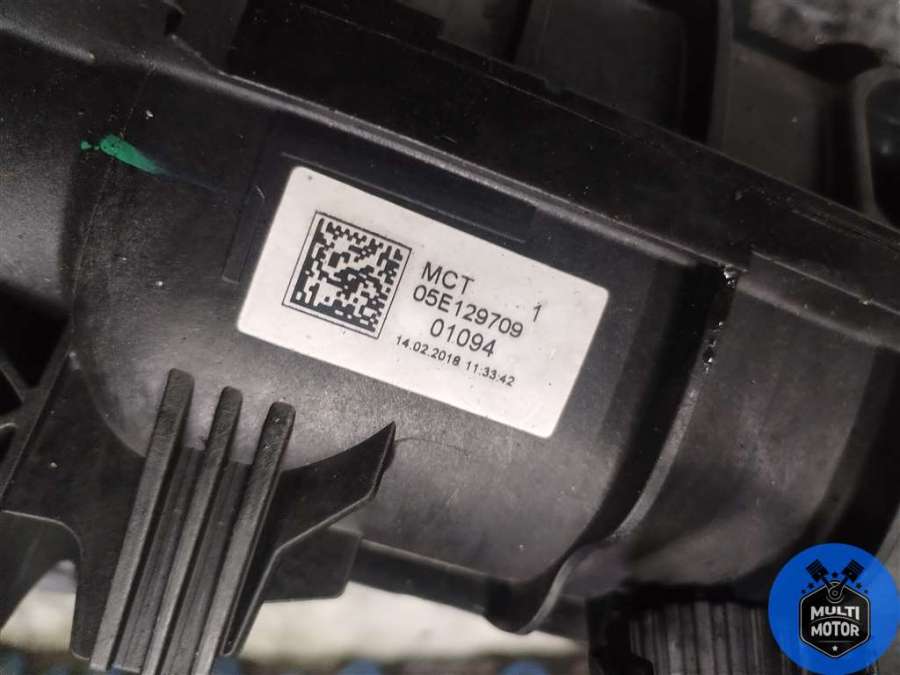 MCT
05E129709 1
01094
14.02.2018 11:33:42
MULTI
MOTOR